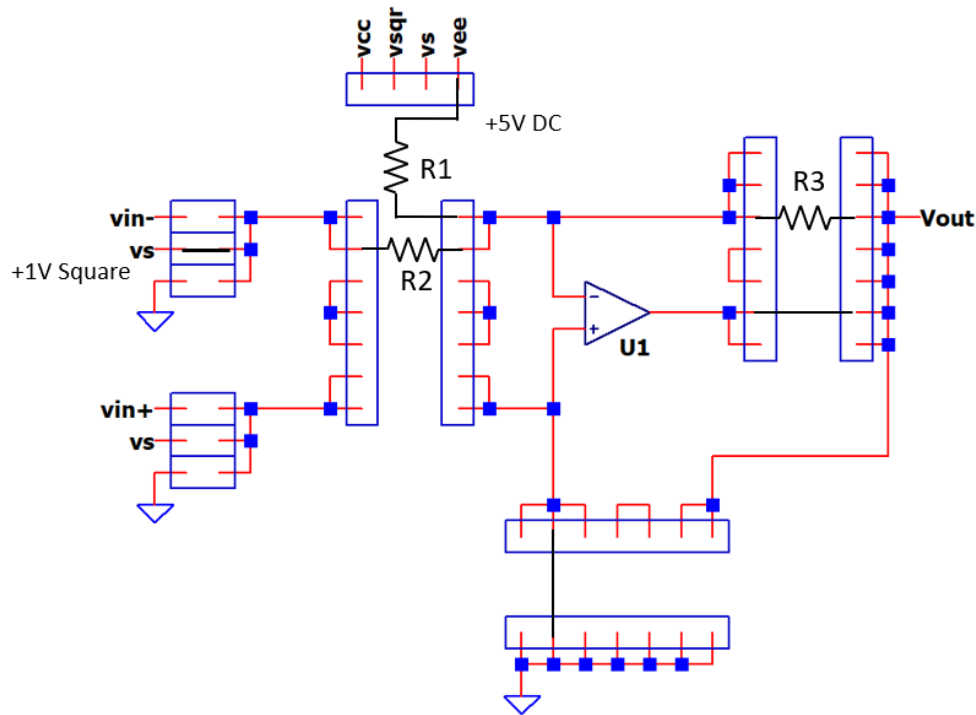 vcc
vsqr
vs
vee
+5V DC
R1
R3
vin-
vs
+1V Square
R2
Vout
−
+
U1
vin+
vs